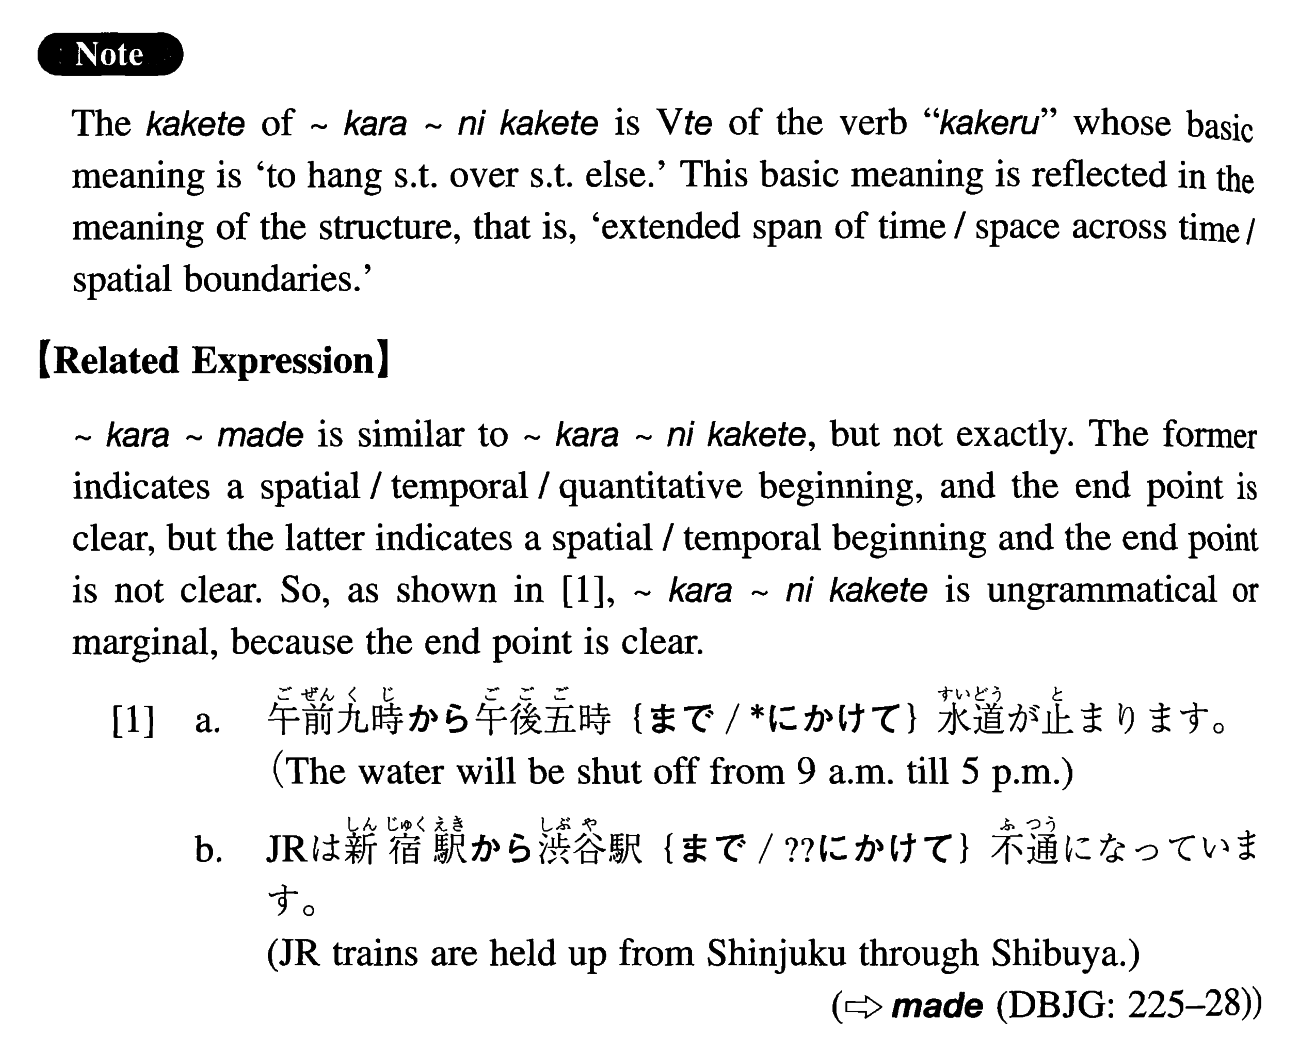 Note
The kakete of ~ kara ~ ni kakete is Vte of the verb “kakeru” whose basic
meaning is ‘to hang s.t. over s.t. else.’ This basic meaning is reflected in the
meaning of the structure, that is, ‘extended span of time / space across time /
spatial boundaries.’
【Related Expression】
~ kara ~ made is similar to ~ kara ~ ni kakete, but not exactly. The former
indicates a spatial / temporal / quantitative beginning, and the end point is
clear, but the latter indicates a spatial / temporal beginning and the end point
is not clear. So, as shown in [1], ~ kara ~ ni kakete is ungrammatical or
marginal, because the end point is clear.
ごぜんくじ ごごご すいどう と
[1] a. 午前九時から午後五時｛まで / *にかけて｝水道が止まります。
(The water will be shut off from 9 a.m. till 5 p.m.)
しんじゅくえき しぶや ふつう
b. JRは新宿駅から渋谷駅｛まで / ??にかけて｝不通になっていま
す。
(JR trains are held up from Shinjuku through Shibuya.)
(⇨ made (DBJG: 225–28))